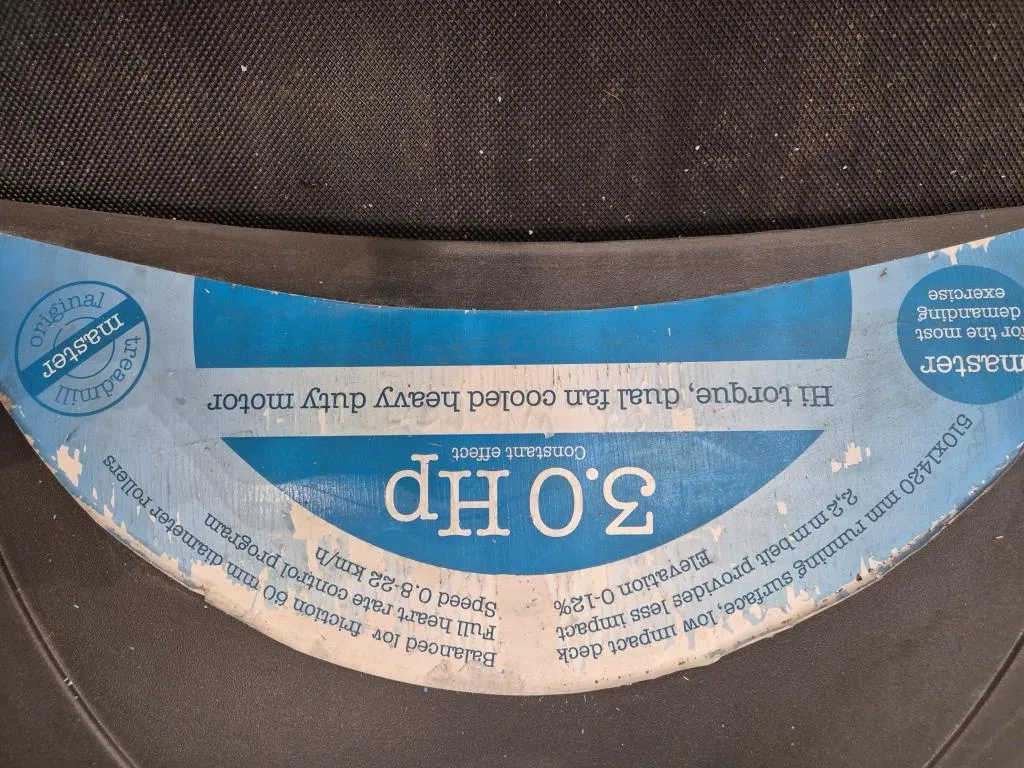 510x1420 mm running surface, low impact deck
2,2 mm belt provides less impact
Elevation 0-12%
Balanced lov friction 60 mm diameter rollers
Full heart rate control program
Speed 0.8-22 km/h
3.0 Hp
Constant effect
Hi torque, dual fan cooled heavy duty motor
master
for the most
demanding
exercise
original
master
treadmill